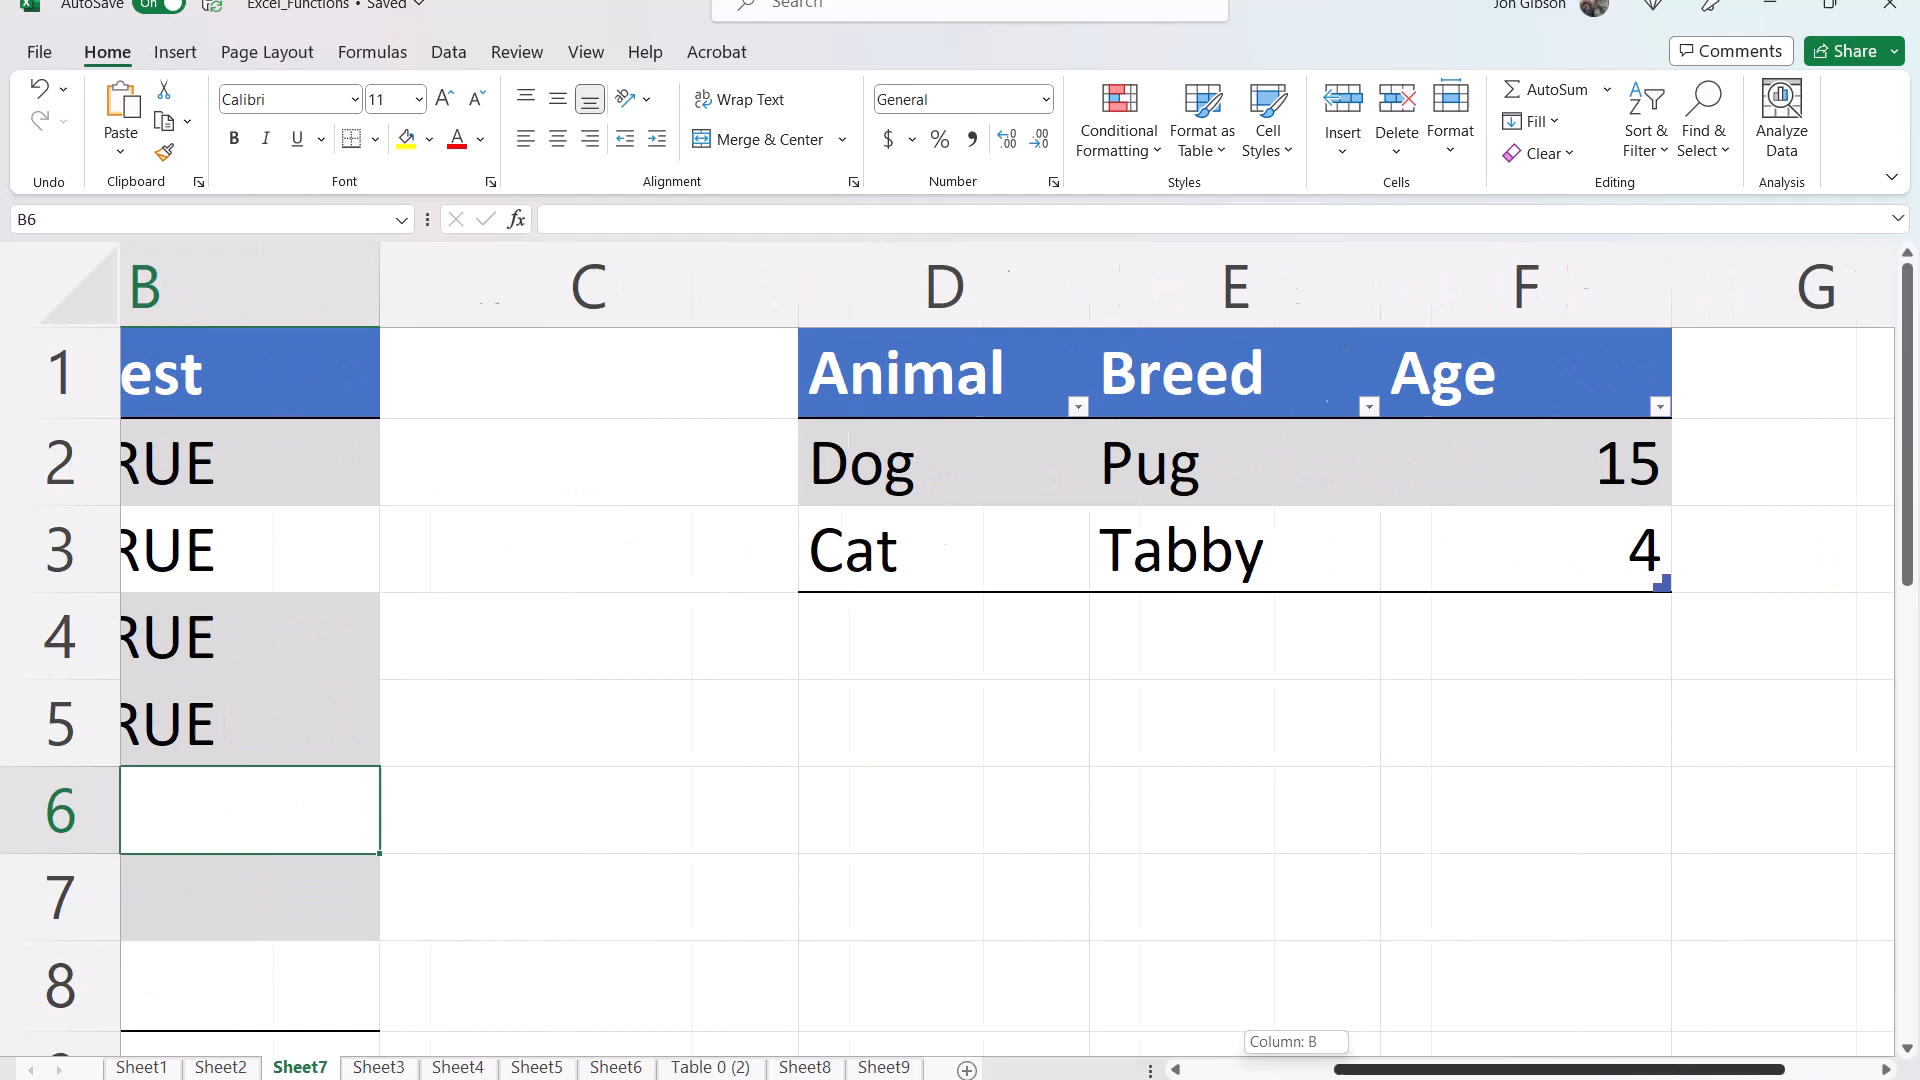 AutoSave On Excel_Functions • Saved Search Jon Gibson
File Home Insert Page Layout Formulas Data Review View Help Acrobat Comments Share
Paste Calibri 11 Wrap Text General Conditional Formatting Format as Table Cell Styles Insert Delete Format AutoSum Sort & Filter Find & Select Analyze Data
B I U Merge & Center $ % Fill
Clear
Undo Clipboard Font Alignment Number Styles Cells Editing Analysis
B6 fx
B C D E F G
1 est Animal Breed Age
2 RUE Dog Pug 15
3 RUE Cat Tabby 4
4 RUE
5 RUE
6
7
8
Column: B
Sheet1 Sheet2 Sheet7 Sheet3 Sheet4 Sheet5 Sheet6 Table 0 (2) Sheet8 Sheet9